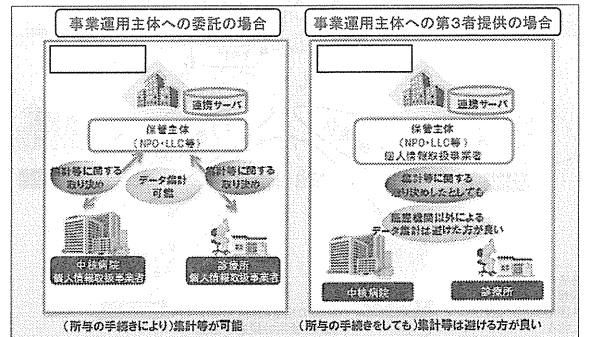 事業運用主体への委託の場合
連携サーバ
保管主体
(NPO・LLC等)
集計等に関する
取り決め
データ集計
可能
集計等に関する
取り決め
中核病院
個人情報取扱事業者
診療所
個人情報取扱事業者
(所与の手続きにより)集計等が可能
事業運用主体への第3者提供の場合
連携サーバ
保管主体
(NPO・LLC等)
個人情報取扱事業者
集計等に関する
取り決めしたとしても
医療機関以外による
データ集計は避けた方が良い
中核病院
診療所
(所与の手続きをしても)集計等は避ける方が良い